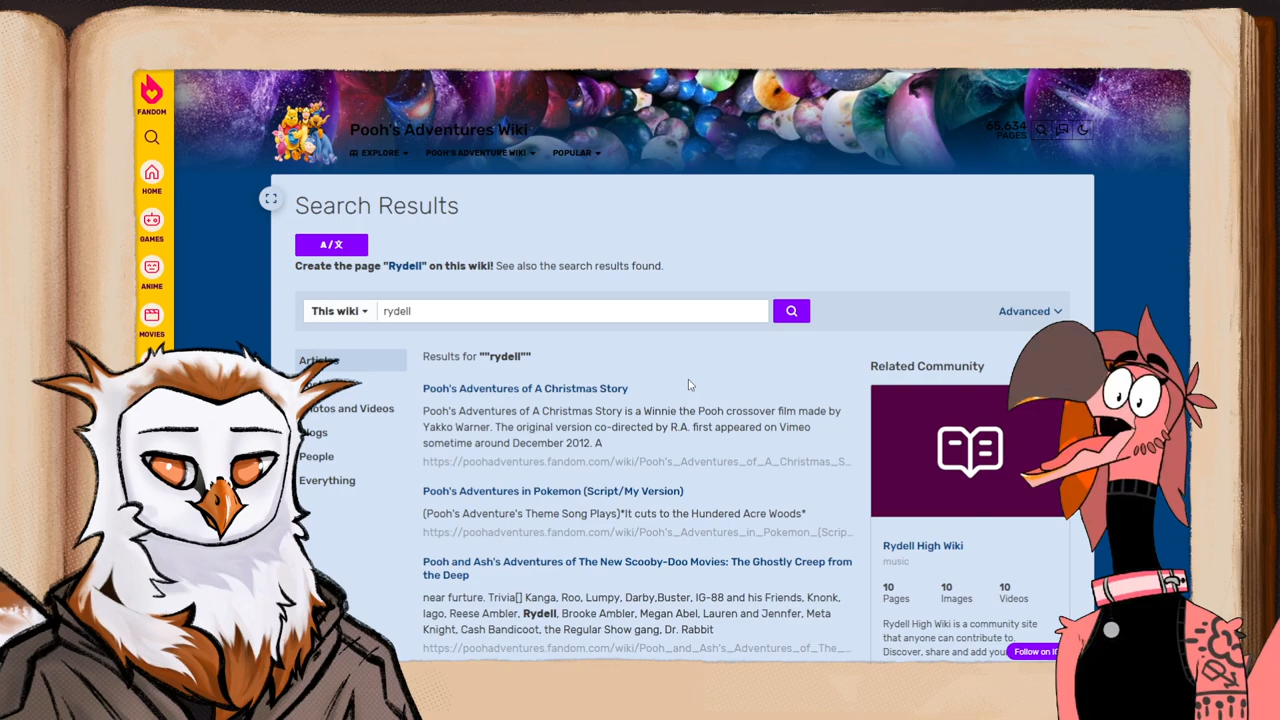 FANDOM
HOME
GAMES
ANIME
MOVIES
Pooh's Adventures Wiki
EXPLORE
POOH'S ADVENTURE WIKI
POPULAR
65,634
PAGES
Search Results
A/文
Create the page "Rydell" on this wiki! See also the search results found.
This wiki
rydell
Advanced
Photos and Videos
Blogs
People
Everything
Results for ""rydell""
Pooh's Adventures of A Christmas Story
Pooh's Adventures of A Christmas Story is a Winnie the Pooh crossover film made by
Yakko Warner. The original version co-directed by R.A. first appeared on Vimeo
sometime around December 2012. A
https://poohadventures.fandom.com/wiki/Pooh's_Adventures_of_A_Christmas_S...
Pooh's Adventures in Pokemon (Script/My Version)
(Pooh's Adventure's Theme Song Plays)*It cuts to the Hundred Acre Woods*
https://poohadventures.fandom.com/wiki/Pooh's_Adventures_in_Pokemon_(Scrip...
Pooh and Ash's Adventures of The New Scooby-Doo Movies: The Ghostly Creep from
the Deep
near furture. Trivia[] Kanga, Roo, Lumpy, Darby,Buster, IG-88 and his Friends, Knonk,
Iago, Reese Ambler, Rydell, Brooke Ambler, Megan Abel, Lauren and Jennfer, Meta
Knight, Cash Bandicoot, the Regular Show gang, Dr. Rabbit
https://poohadventures.fandom.com/wiki/Pooh_and_Ash's_Adventures_of_The_...
Related Community
Rydell High Wiki
music
10 10 10
Pages Images Videos
Rydell High Wiki is a community site
that anyone can contribute to.
Discover, share and add you
Follow on I